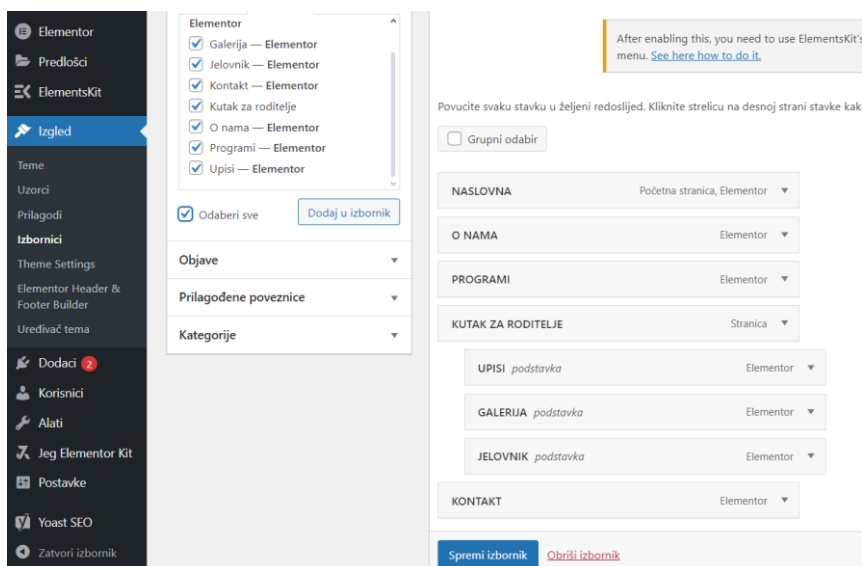 Elementor
Predlošci
ElementsKit
Izgled
Teme
Uzorci
Prilagodi
Izbornici
Theme Settings
Elementor Header &
Footer Builder
Uređivač tema
Dodaci 2
Korisnici
Alati
Jeg Elementor Kit
Postavke
Yoast SEO
Zatvori izbornik
Elementor
Galerija — Elementor
Jelovnik — Elementor
Kontakt — Elementor
Kutak za roditelje
O nama — Elementor
Programi — Elementor
Upisi — Elementor
Odaberi sve Dodaj u izbornik
Objave
Prilagođene poveznice
Kategorije
After enabling this, you need to use ElementsKit's
menu. See here how to do it.
Povucite svaku stavku u željeni redoslijed. Kliknite strelicu na desnoj strani stavke kako
Grupni odabir
NASLOVNA Početna stranica, Elementor
O NAMA Elementor
PROGRAMI Elementor
KUTAK ZA RODITELJE Stranica
UPISI podstavka Elementor
GALERIJA podstavka Elementor
JELOVNIK podstavka Elementor
KONTAKT Elementor
Spremi izbornik Obriši izbornik